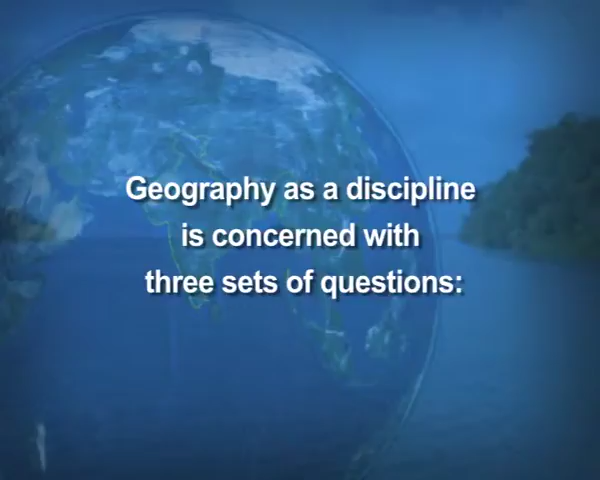 Geography as a discipline
is concerned with
three sets of questions: